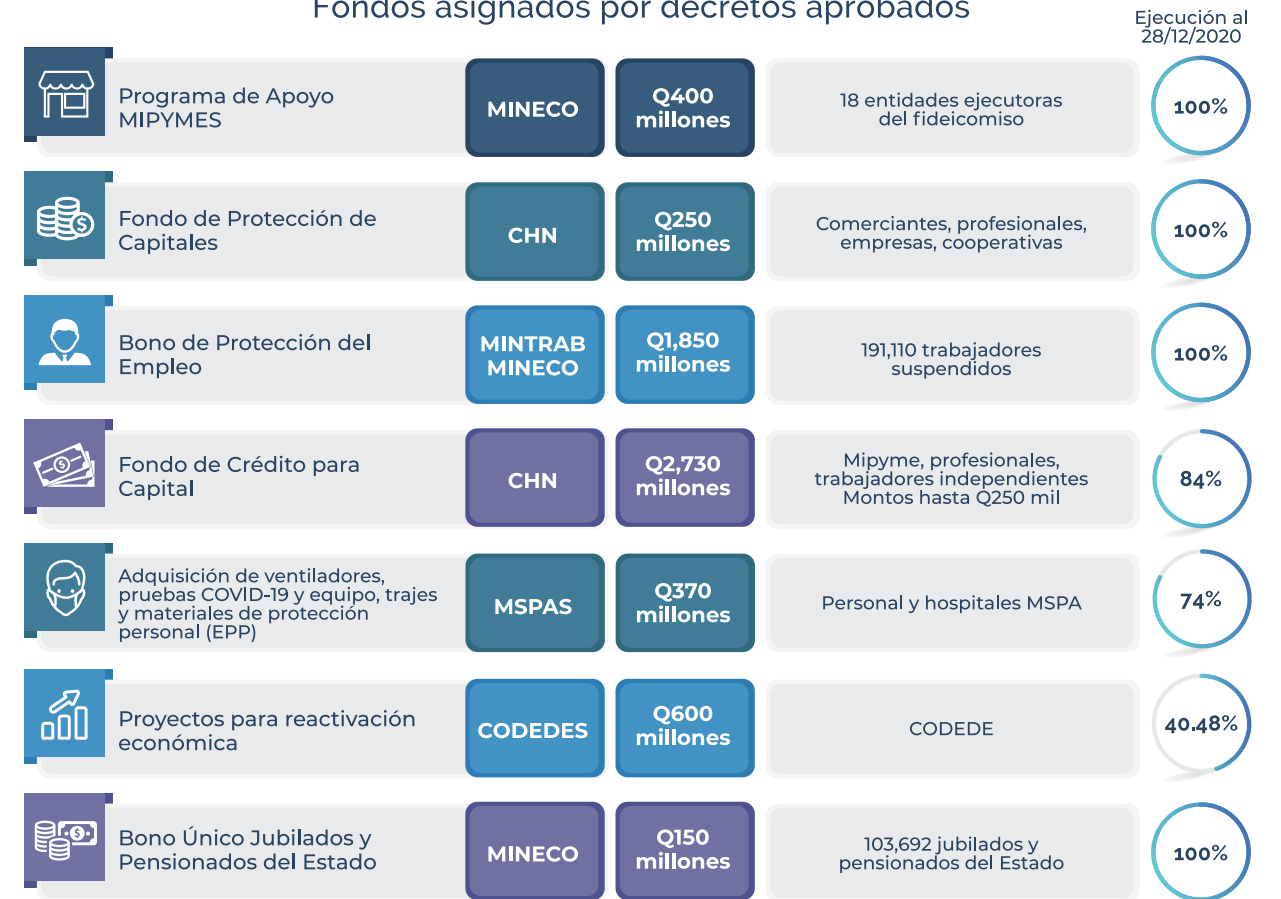 Fondos asignados por decretos aprobados
Ejecución al
28/12/2020
Programa de Apoyo
MIPYMES
MINECO
Q400
millones
18 entidades ejecutoras
del fideicomiso
100%
Fondo de Protección de
Capitales
CHN
Q250
millones
Comerciantes, profesionales,
empresas, cooperativas
100%
Bono de Protección del
Empleo
MINTRAB
MINECO
Q1,850
millones
191,110 trabajadores
suspendidos
100%
Fondo de Crédito para
Capital
CHN
Q2,730
millones
Mipyme, profesionales,
trabajadores independientes
Montos hasta Q250 mil
84%
Adquisición de ventiladores,
pruebas COVID-19 y equipo, trajes
y materiales de protección
personal (EPP)
MSPAS
Q370
millones
Personal y hospitales MSPA
74%
Proyectos para reactivación
económica
CODEDES
Q600
millones
CODEDE
40.48%
Bono Único Jubilados y
Pensionados del Estado
MINECO
Q150
millones
103,692 jubilados y
pensionados del Estado
100%